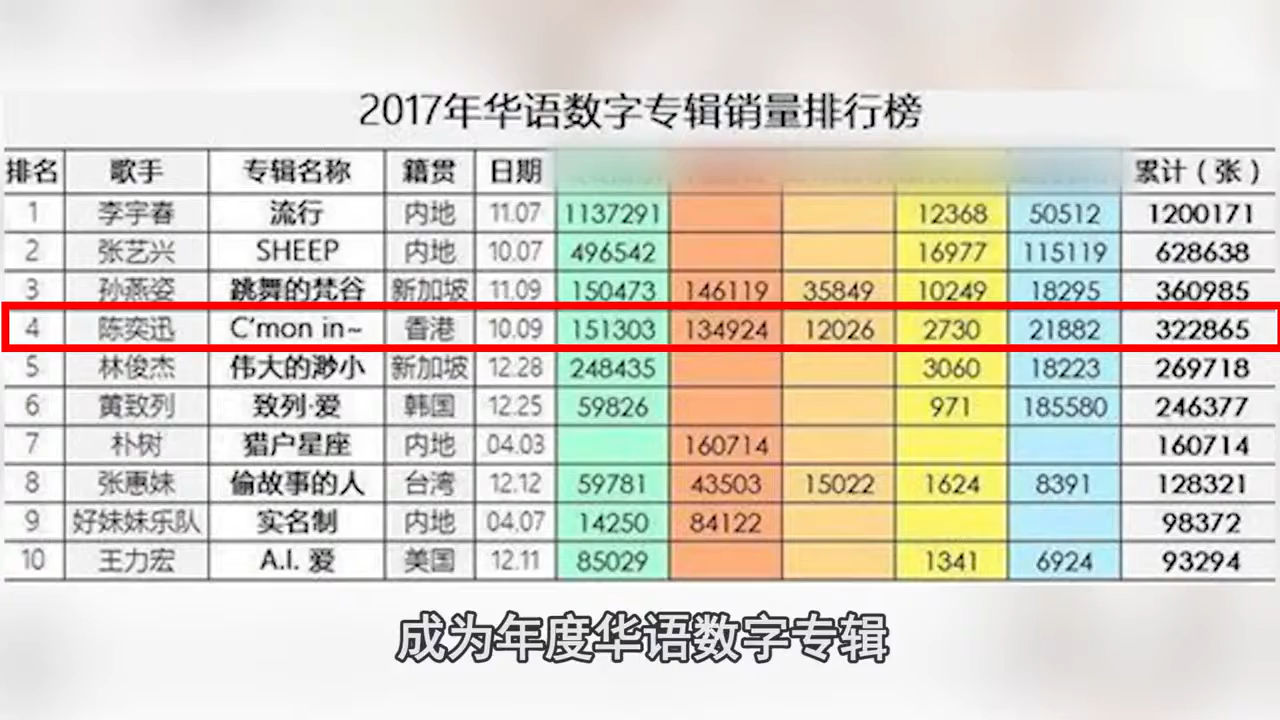 2017年华语数字专辑销量排行榜
排名 歌手 专辑名称 籍贯 日期 累计（张）
1 李宇春 流行 内地 11.07 1137291 12368 50512 1200171
2 张艺兴 SHEEP 内地 10.07 496542 16977 115119 628638
3 孙燕姿 跳舞的梵谷 新加坡 11.09 150473 146119 35849 10249 18295 360985
4 陈奕迅 C'mon in~ 香港 10.09 151303 134924 12026 2730 21882 322865
5 林俊杰 伟大的渺小 新加坡 12.28 248435 3060 18223 269718
6 黄致列 致列·爱 韩国 12.25 59826 971 185580 246377
7 朴树 猎户星座 内地 04.03 160714 160714
8 张惠妹 偷故事的人 台湾 12.12 59781 43503 15022 1624 8391 128321
9 好妹妹乐队 实名制 内地 04.07 14250 84122 98372
10 王力宏 A.I. 爱 美国 12.11 85029 1341 6924 93294
成为年度华语数字专辑